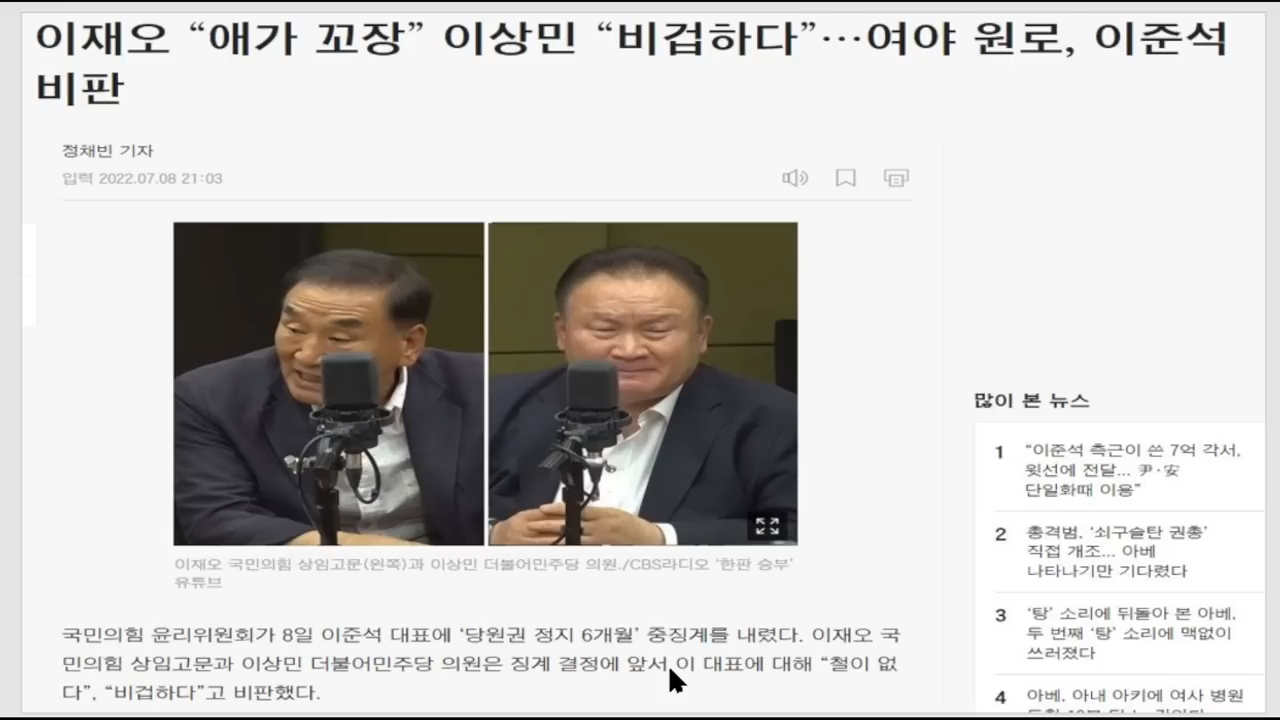 이재오 “애가 꼬장” 이상민 “비겁하다”…여야 원로, 이준석
비판
정채빈 기자
입력 2022.07.08 21:03
이재오 국민의힘 상임고문(왼쪽)과 이상민 더불어민주당 의원./CBS라디오 ‘한판 승부’
유튜브
국민의힘 윤리위원회가 8일 이준석 대표에 ‘당원권 정지 6개월’ 중징계를 내렸다. 이재오 국
민의힘 상임고문과 이상민 더불어민주당 의원은 징계 결정에 앞서 이 대표에 대해 “철이 없
다”, “비겁하다”고 비판했다.
많이 본 뉴스
1 “이준석 측근이 쓴 7억 각서,
윗선에 전달... 尹·安
단일화때 이용”
2 총격범, ‘쇠구슬탄 권총’
직접 개조... 아베
나타나기만 기다렸다
3 ‘탕’ 소리에 뒤돌아 본 아베,
두 번째 ‘탕’ 소리에 맥없이
쓰러졌다
4 아베, 아내 아키에 여사 병원